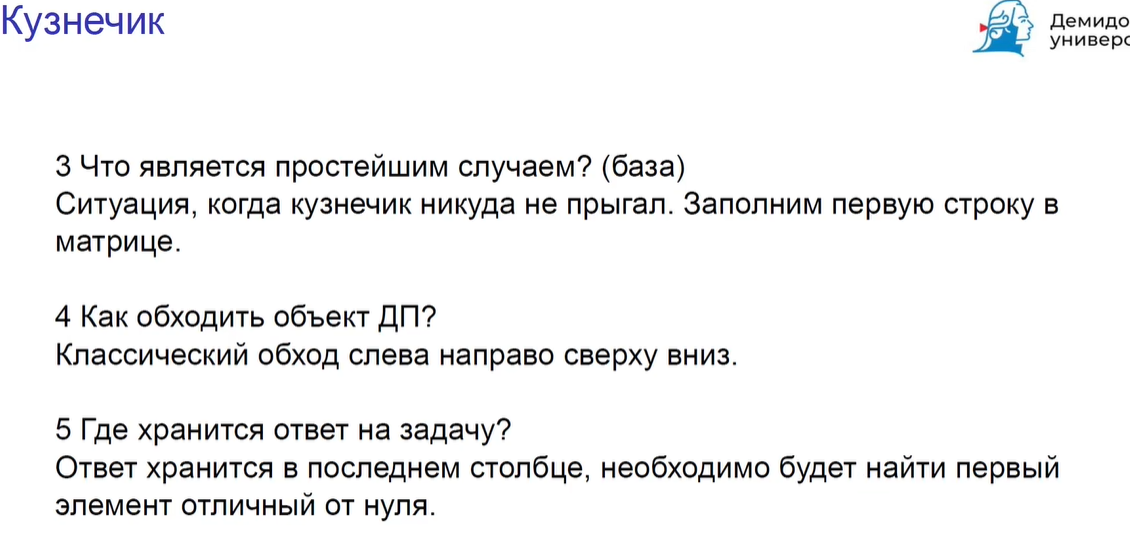 Кузнечик
Демидо
универс
3 Что является простейшим случаем? (база)
Ситуация, когда кузнечик никуда не прыгал. Заполним первую строку в
матрице.
4 Как обходить объект ДП?
Классический обход слева направо сверху вниз.
5 Где хранится ответ на задачу?
Ответ хранится в последнем столбце, необходимо будет найти первый
элемент отличный от нуля.